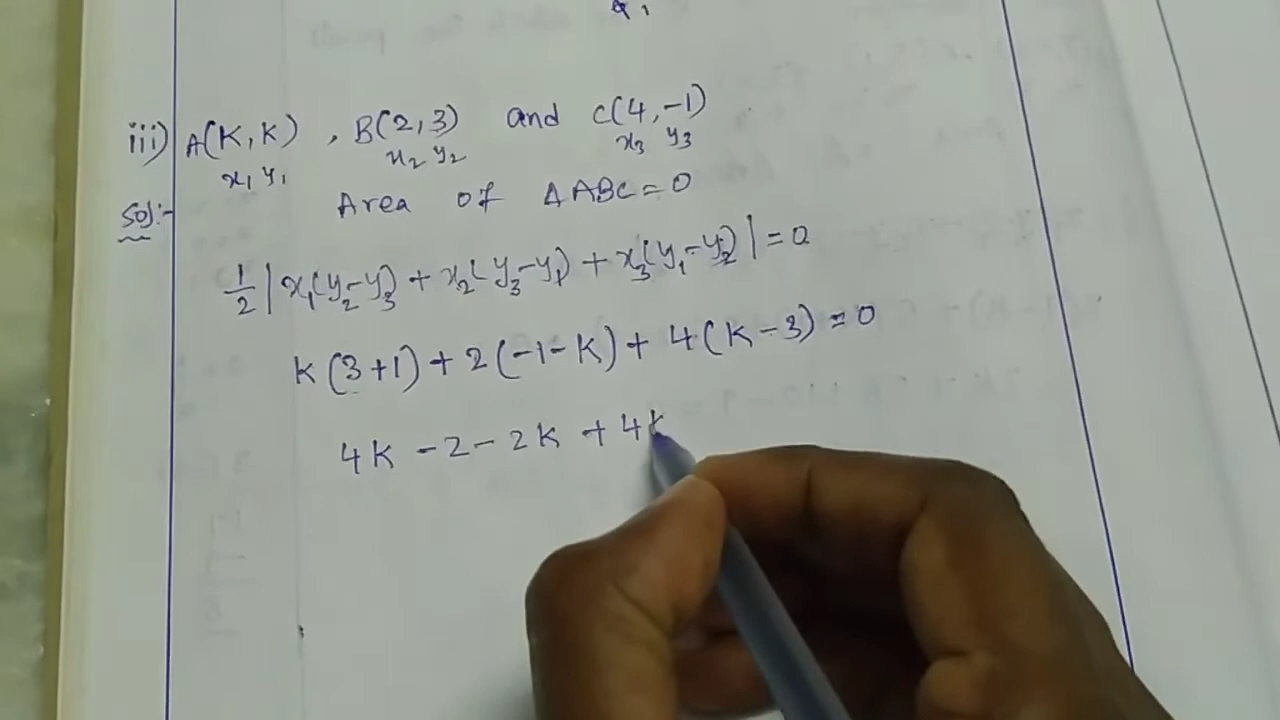 iii) A(K, K) , B(2, 3) and C(4, -1)
x₁ y₁ x₂ y₂ x₃ y₃
Sol:- Area of ΔABC = 0
1/2 | x₁(y₂-y₃) + x₂(y₃-y₁) + x₃(y₁-y₂) | = 0
K(3+1) + 2(-1-K) + 4(K-3) = 0
4K - 2 - 2K + 4K